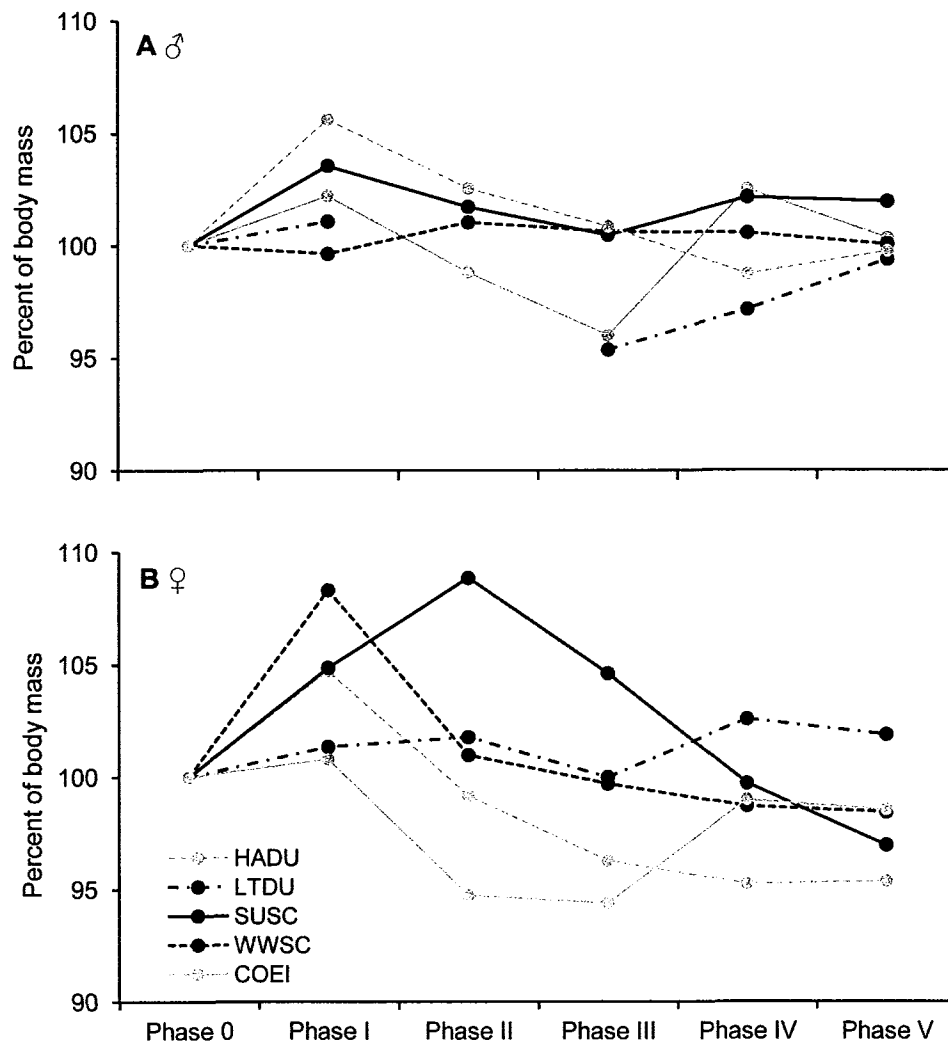 110
A ♂
105
100
95
90
Percent of body mass
110
B ♀
105
100
95
90
Percent of body mass
HADU
LTDU
SUSC
WWSC
COEI
Phase 0 Phase I Phase II Phase III Phase IV Phase V